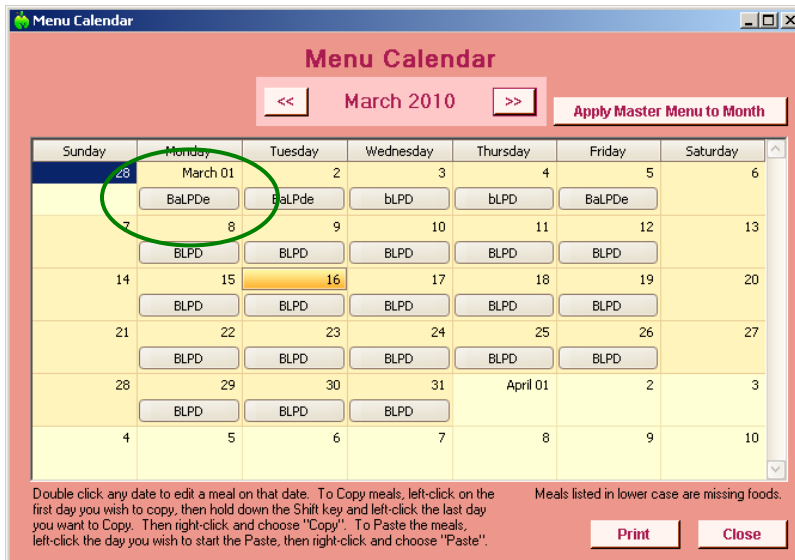 Menu Calendar
Menu Calendar
<< March 2010 >>
Apply Master Menu to Month
Sunday Monday Tuesday Wednesday Thursday Friday Saturday
28 March 01 2 3 4 5 6
BaLPDe BaLPde bLPD bLPD BaLPDe
7 8 9 10 11 12 13
BLPD BLPD BLPD BLPD BLPD
14 15 16 17 18 19 20
BLPD BLPD BLPD BLPD BLPD
21 22 23 24 25 26 27
BLPD BLPD BLPD BLPD BLPD
28 29 30 31 April 01 2 3
BLPD BLPD BLPD
4 5 6 7 8 9 10
Double click any date to edit a meal on that date. To Copy meals, left-click on the
first day you wish to copy, then hold down the Shift key and left-click the last day
you want to Copy. Then right-click and choose "Copy". To Paste the meals,
left-click the day you wish to start the Paste, then right-click and choose "Paste".
Meals listed in lower case are missing foods.
Print Close